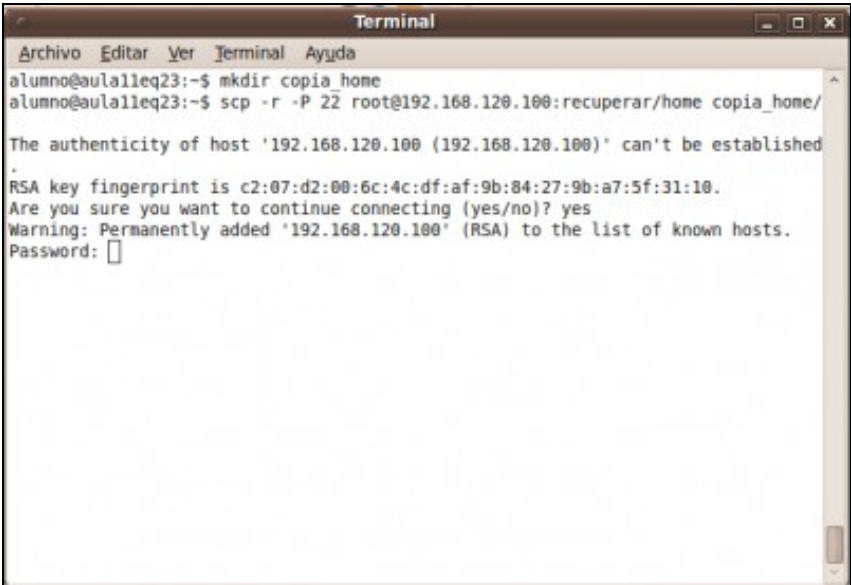 Terminal
Archivo Editar Ver Terminal Ayuda
alumno@aula11eq23:~$ mkdir copia_home
alumno@aula11eq23:~$ scp -r -P 22 root@192.168.120.100:recuperar/home copia_home/
The authenticity of host '192.168.120.100 (192.168.120.100)' can't be established
.
RSA key fingerprint is c2:07:d2:00:6c:4c:df:af:9b:84:27:9b:a7:5f:31:10.
Are you sure you want to continue connecting (yes/no)? yes
Warning: Permanently added '192.168.120.100' (RSA) to the list of known hosts.
Password: